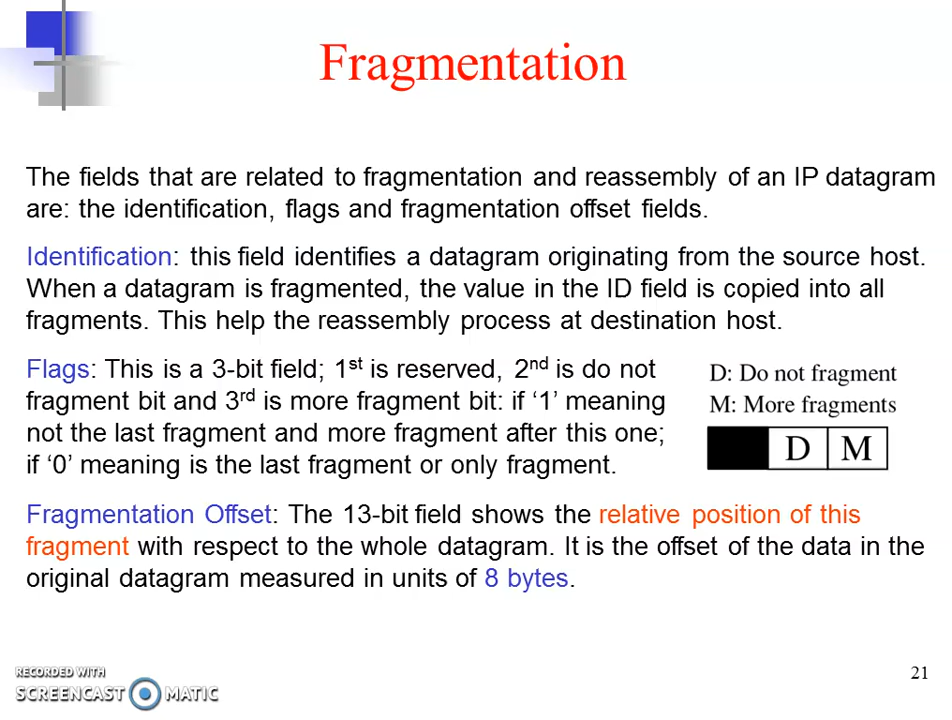 Fragmentation
The fields that are related to fragmentation and reassembly of an IP datagram
are: the identification, flags and fragmentation offset fields.
Identification: this field identifies a datagram originating from the source host.
When a datagram is fragmented, the value in the ID field is copied into all
fragments. This help the reassembly process at destination host.
Flags: This is a 3-bit field; 1st is reserved, 2nd is do not
fragment bit and 3rd is more fragment bit: if ‘1’ meaning
not the last fragment and more fragment after this one;
if ‘0’ meaning is the last fragment or only fragment.
D: Do not fragment
M: More fragments
D M
Fragmentation Offset: The 13-bit field shows the relative position of this
fragment with respect to the whole datagram. It is the offset of the data in the
original datagram measured in units of 8 bytes.
RECORDED WITH
SCREENCAST MATIC
21